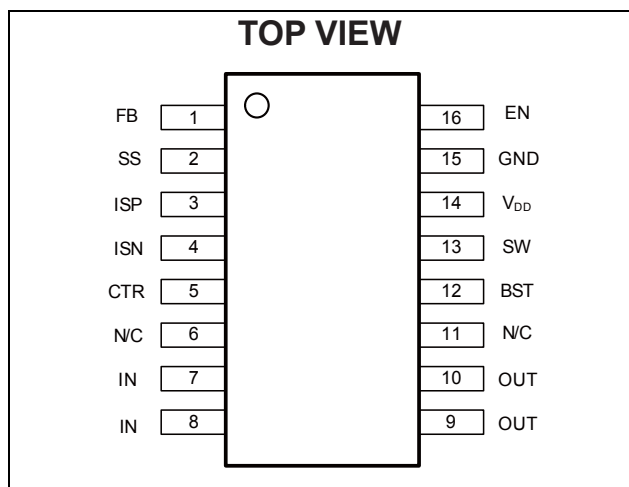 TOP VIEW
FB 1 16 EN
SS 2 15 GND
ISP 3 14 VDD
ISN 4 13 SW
CTR 5 12 BST
N/C 6 11 N/C
IN 7 10 OUT
IN 8 9 OUT